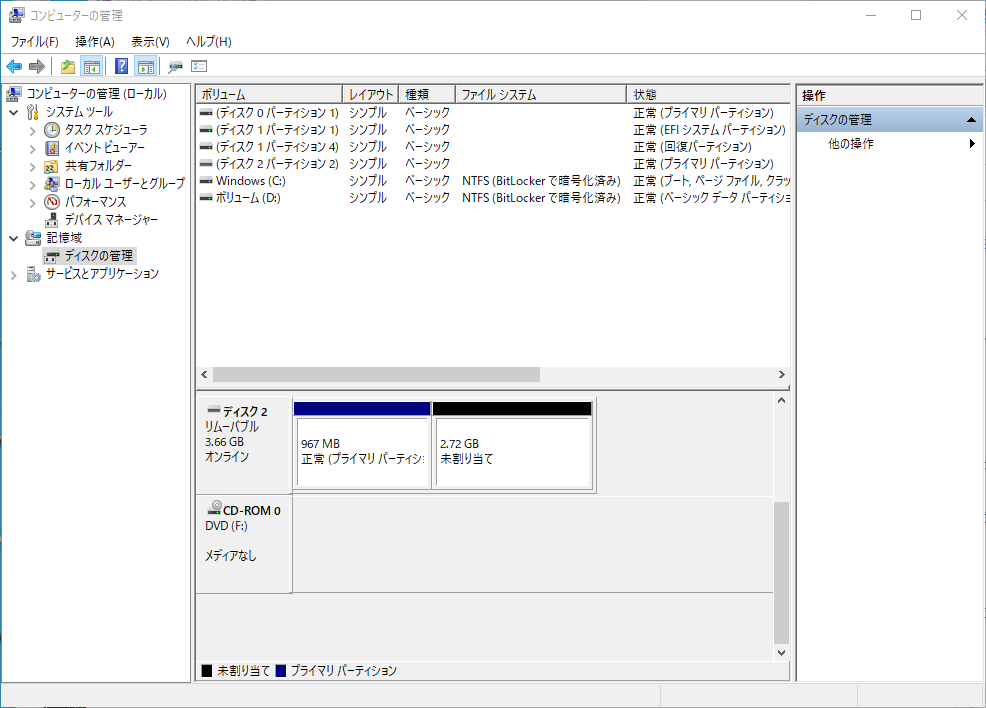 コンピューターの管理
ファイル(F) 操作(A) 表示(V) ヘルプ(H)
コンピューターの管理 (ローカル)
システム ツール
タスク スケジューラ
イベント ビューアー
共有フォルダー
ローカル ユーザーとグループ
パフォーマンス
デバイス マネージャー
記憶域
ディスクの管理
サービスとアプリケーション
ボリューム レイアウト 種類 ファイル システム 状態
(ディスク 0 パーティション 1) シンプル ベーシック 正常 (プライマリ パーティション)
(ディスク 1 パーティション 1) シンプル ベーシック 正常 (EFI システム パーティション)
(ディスク 1 パーティション 4) シンプル ベーシック 正常 (回復パーティション)
(ディスク 2 パーティション 2) シンプル ベーシック 正常 (プライマリ パーティション)
Windows (C:) シンプル ベーシック NTFS (BitLocker で暗号化済み) 正常 (ブート, ページ ファイル, クラッ
ボリューム (D:) シンプル ベーシック NTFS (BitLocker で暗号化済み) 正常 (ベーシック データ パーティショ
ディスク 2
リムーバブル
3.66 GB
オンライン
967 MB
正常 (プライマリ パーティシ
2.72 GB
未割り当て
CD-ROM 0
DVD (F:)
メディアなし
未割り当て プライマリ パーティション
操作
ディスクの管理
他の操作